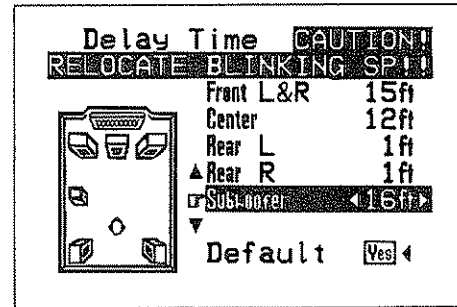 Delay Time CAUTION!!
RELOCATE BLINKING SP!!
Front L&R 15ft
Center 12ft
Rear L 1ft
Rear R 1ft
Subwoofer 16ft
Default Yes